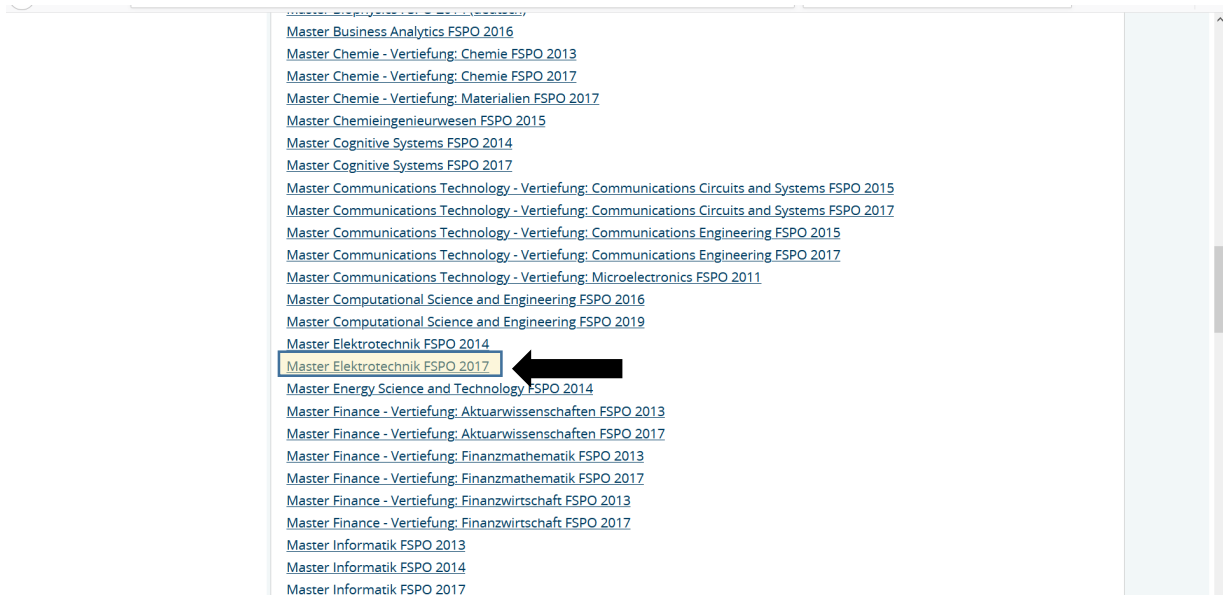 Master Biophysics FSPO 2014 (deutsch)
Master Business Analytics FSPO 2016
Master Chemie - Vertiefung: Chemie FSPO 2013
Master Chemie - Vertiefung: Chemie FSPO 2017
Master Chemie - Vertiefung: Materialien FSPO 2017
Master Chemieingenieurwesen FSPO 2015
Master Cognitive Systems FSPO 2014
Master Cognitive Systems FSPO 2017
Master Communications Technology - Vertiefung: Communications Circuits and Systems FSPO 2015
Master Communications Technology - Vertiefung: Communications Circuits and Systems FSPO 2017
Master Communications Technology - Vertiefung: Communications Engineering FSPO 2015
Master Communications Technology - Vertiefung: Communications Engineering FSPO 2017
Master Communications Technology - Vertiefung: Microelectronics FSPO 2011
Master Computational Science and Engineering FSPO 2016
Master Computational Science and Engineering FSPO 2019
Master Elektrotechnik FSPO 2014
Master Elektrotechnik FSPO 2017
Master Energy Science and Technology FSPO 2014
Master Finance - Vertiefung: Aktuarwissenschaften FSPO 2013
Master Finance - Vertiefung: Aktuarwissenschaften FSPO 2017
Master Finance - Vertiefung: Finanzmathematik FSPO 2013
Master Finance - Vertiefung: Finanzmathematik FSPO 2017
Master Finance - Vertiefung: Finanzwirtschaft FSPO 2013
Master Finance - Vertiefung: Finanzwirtschaft FSPO 2017
Master Informatik FSPO 2013
Master Informatik FSPO 2014
Master Informatik FSPO 2017